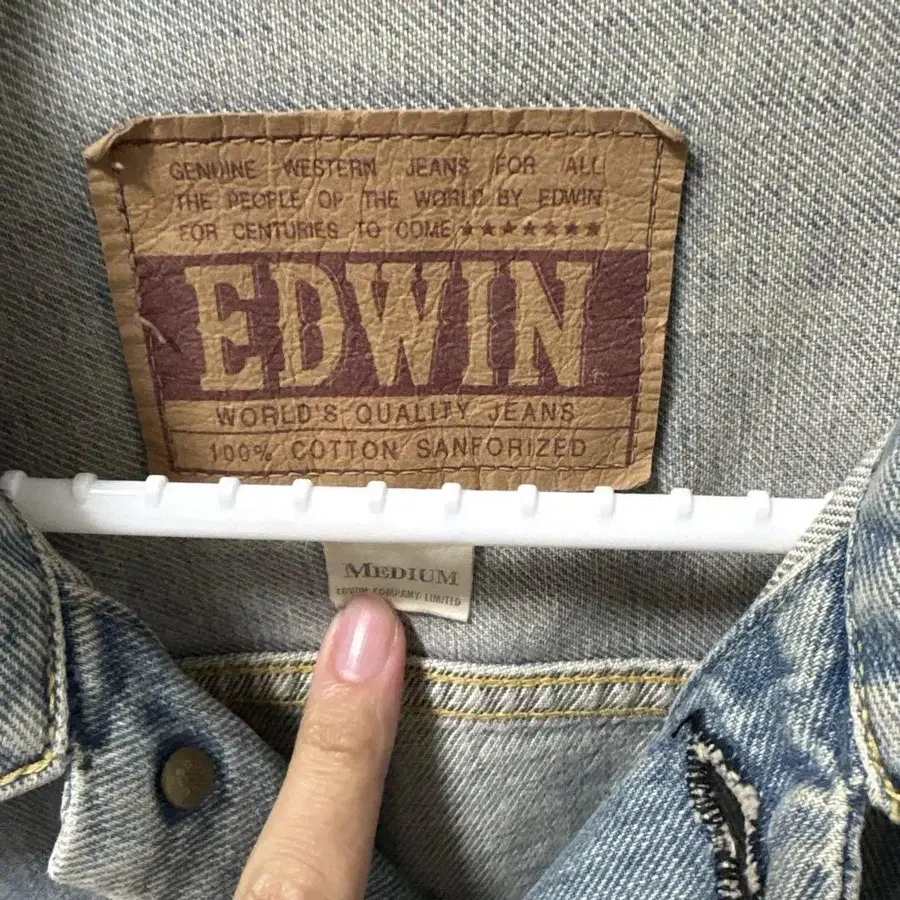 GENUINE WESTERN JEANS FOR ALL
THE PEOPLE OF THE WORLD BY EDWIN
FOR CENTURIES TO COME ★★★★★★★
EDWIN
WORLD'S QUALITY JEANS
100% COTTON SANFORIZED
MEDIUM
EDWIN COMPANY LIMITED